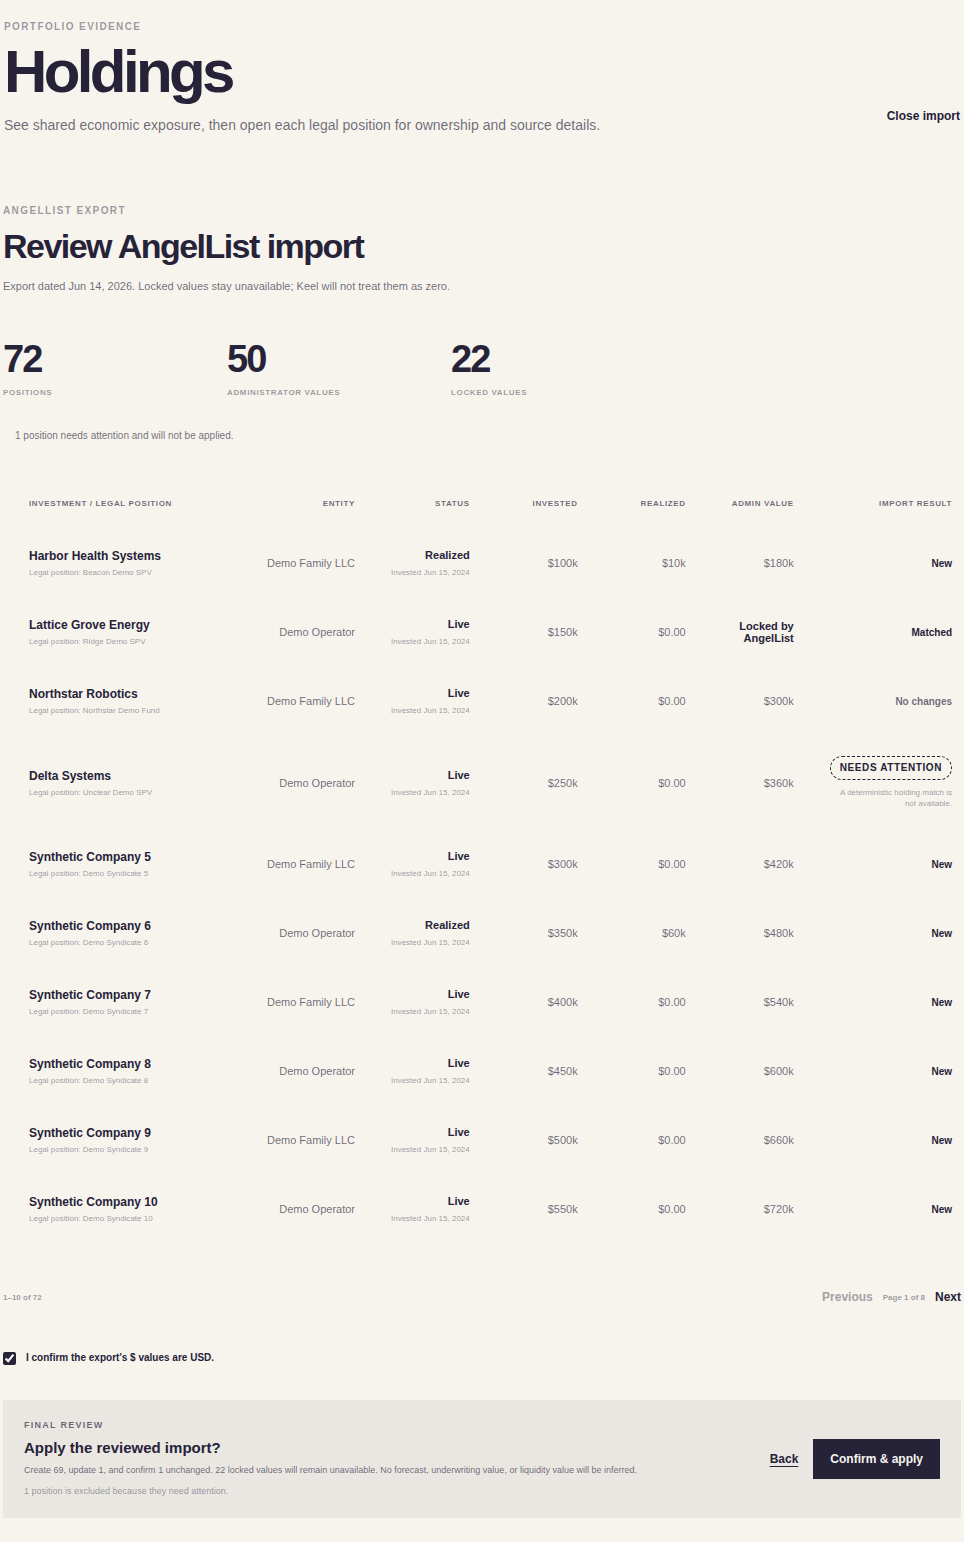 PORTFOLIO EVIDENCE
Holdings
See shared economic exposure, then open each legal position for ownership and source details.
Close import
ANGELLIST EXPORT
Review AngelList import
Export dated Jun 14, 2026. Locked values stay unavailable; Keel will not treat them as zero.
72 50 22
POSITIONS ADMINISTRATOR VALUES LOCKED VALUES
1 position needs attention and will not be applied.
INVESTMENT / LEGAL POSITION ENTITY STATUS INVESTED REALIZED ADMIN VALUE IMPORT RESULT
Harbor Health Systems
Legal position: Beacon Demo SPV
Demo Family LLC
Realized
Invested Jun 15, 2024
$100k $10k $180k New
Lattice Grove Energy
Legal position: Ridge Demo SPV
Demo Operator
Live
Invested Jun 15, 2024
$150k $0.00
Locked by
AngelList
Matched
Northstar Robotics
Legal position: Northstar Demo Fund
Demo Family LLC
Live
Invested Jun 15, 2024
$200k $0.00 $300k No changes
Delta Systems
Legal position: Unclear Demo SPV
Demo Operator
Live
Invested Jun 15, 2024
$250k $0.00 $360k
NEEDS ATTENTION
A deterministic holding match is
not available.
Synthetic Company 5
Legal position: Demo Syndicate 5
Demo Family LLC
Live
Invested Jun 15, 2024
$300k $0.00 $420k New
Synthetic Company 6
Legal position: Demo Syndicate 6
Demo Operator
Realized
Invested Jun 15, 2024
$350k $60k $480k New
Synthetic Company 7
Legal position: Demo Syndicate 7
Demo Family LLC
Live
Invested Jun 15, 2024
$400k $0.00 $540k New
Synthetic Company 8
Legal position: Demo Syndicate 8
Demo Operator
Live
Invested Jun 15, 2024
$450k $0.00 $600k New
Synthetic Company 9
Legal position: Demo Syndicate 9
Demo Family LLC
Live
Invested Jun 15, 2024
$500k $0.00 $660k New
Synthetic Company 10
Legal position: Demo Syndicate 10
Demo Operator
Live
Invested Jun 15, 2024
$550k $0.00 $720k New
1–10 of 72 Previous Page 1 of 8 Next
I confirm the export's $ values are USD.
FINAL REVIEW
Apply the reviewed import?
Create 69, update 1, and confirm 1 unchanged. 22 locked values will remain unavailable. No forecast, underwriting value, or liquidity value will be inferred.
1 position is excluded because they need attention.
Back Confirm & apply